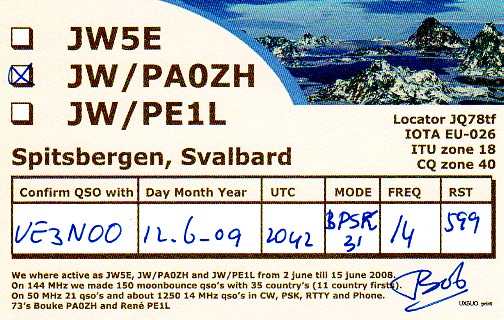 JW5E
JW/PA0ZH
JW/PE1L
Spitsbergen, Svalbard
Locator JQ78tf
IOTA EU-026
ITU zone 18
CQ zone 40
Confirm QSO with Day Month Year UTC MODE FREQ RST
VE3NOO 12-6-09 2042 BPSK 31 14 599
We where active as JW5E, JW/PA0ZH and JW/PE1L from 2 june till 15 june 2008.
On 144 MHz we made 150 moonbounce qso's with 35 country's (11 country firsts).
On 50 MHz 21 qso's and about 1250 14 MHz qso's in CW, PSK, RTTY and Phone.
73's Bouke PA0ZH and René PE1L
Bob
UX5UO print